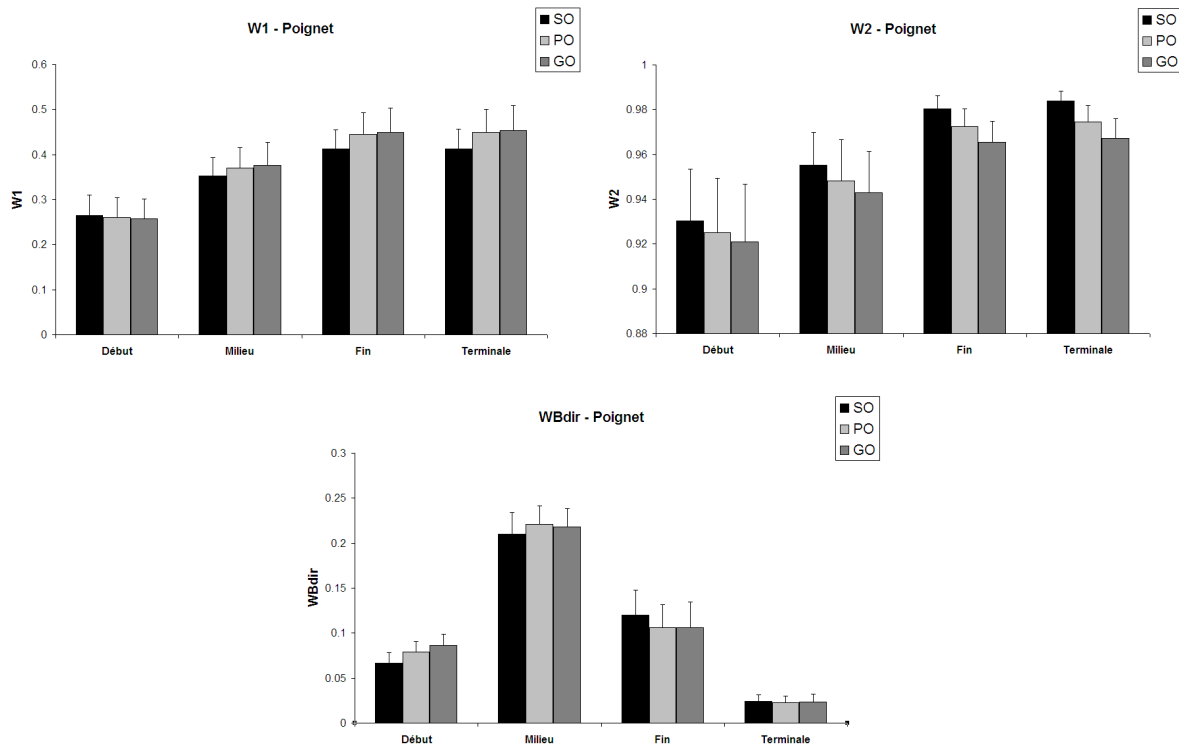 W1 - Poignet
SO
PO
GO
0.6
0.5
0.4
0.3
0.2
0.1
0
W1
Début Milieu Fin Terminale
W2 - Poignet
SO
PO
GO
1
0.98
0.96
0.94
0.92
0.9
0.88
W2
Début Milieu Fin Terminale
WBdir - Poignet
SO
PO
GO
0.3
0.25
0.2
0.15
0.1
0.05
0
WBdir
Début Milieu Fin Terminale